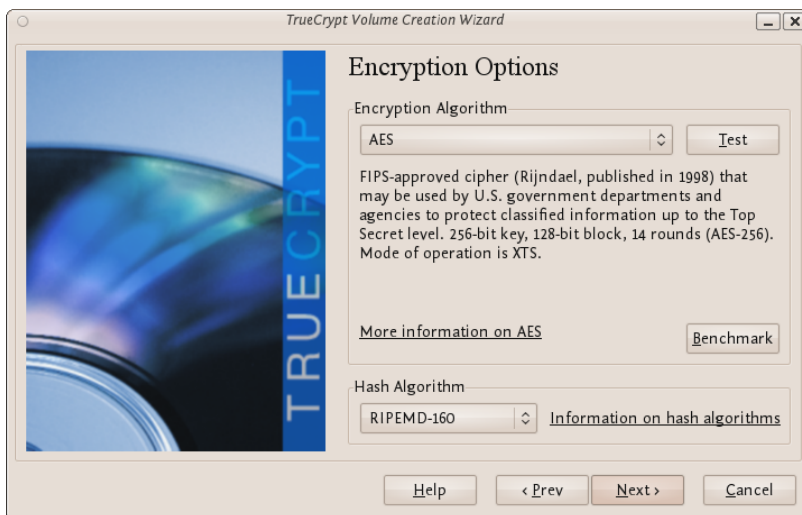 TrueCrypt Volume Creation Wizard
TRUECRYPT
Encryption Options
Encryption Algorithm
AES
Test
FIPS-approved cipher (Rijndael, published in 1998) that
may be used by U.S. government departments and
agencies to protect classified information up to the Top
Secret level. 256-bit key, 128-bit block, 14 rounds (AES-256).
Mode of operation is XTS.
More information on AES
Benchmark
Hash Algorithm
RIPEMD-160
Information on hash algorithms
Help
< Prev
Next >
Cancel